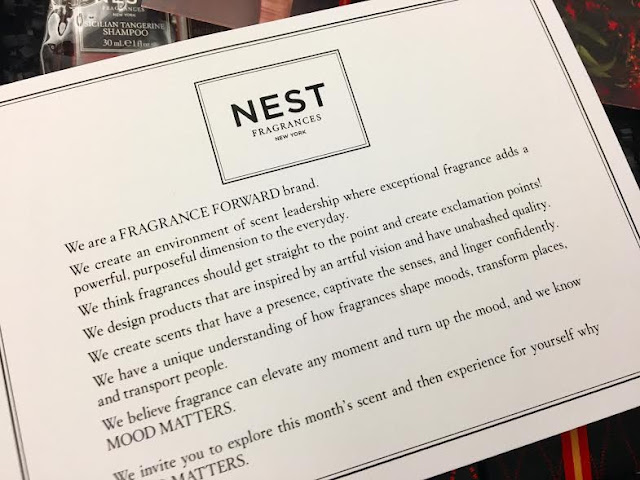 SICILIAN TANGERINE
SHAMPOO
30 mL e 1 fl
NEST
FRAGRANCES
NEW YORK
We are a FRAGRANCE FORWARD brand.
We create an environment of scent leadership where exceptional fragrance adds a
powerful, purposeful dimension to the everyday.
We think fragrances should get straight to the point and create exclamation points!
We design products that are inspired by an artful vision and have unabashed quality.
We create scents that have a presence, captivate the senses, and linger confidently.
We have a unique understanding of how fragrances shape moods, transform places,
and transport people.
We believe fragrance can elevate any moment and turn up the mood, and we know
MOOD MATTERS.
We invite you to explore this month's scent and then experience for yourself why
MATTERS.